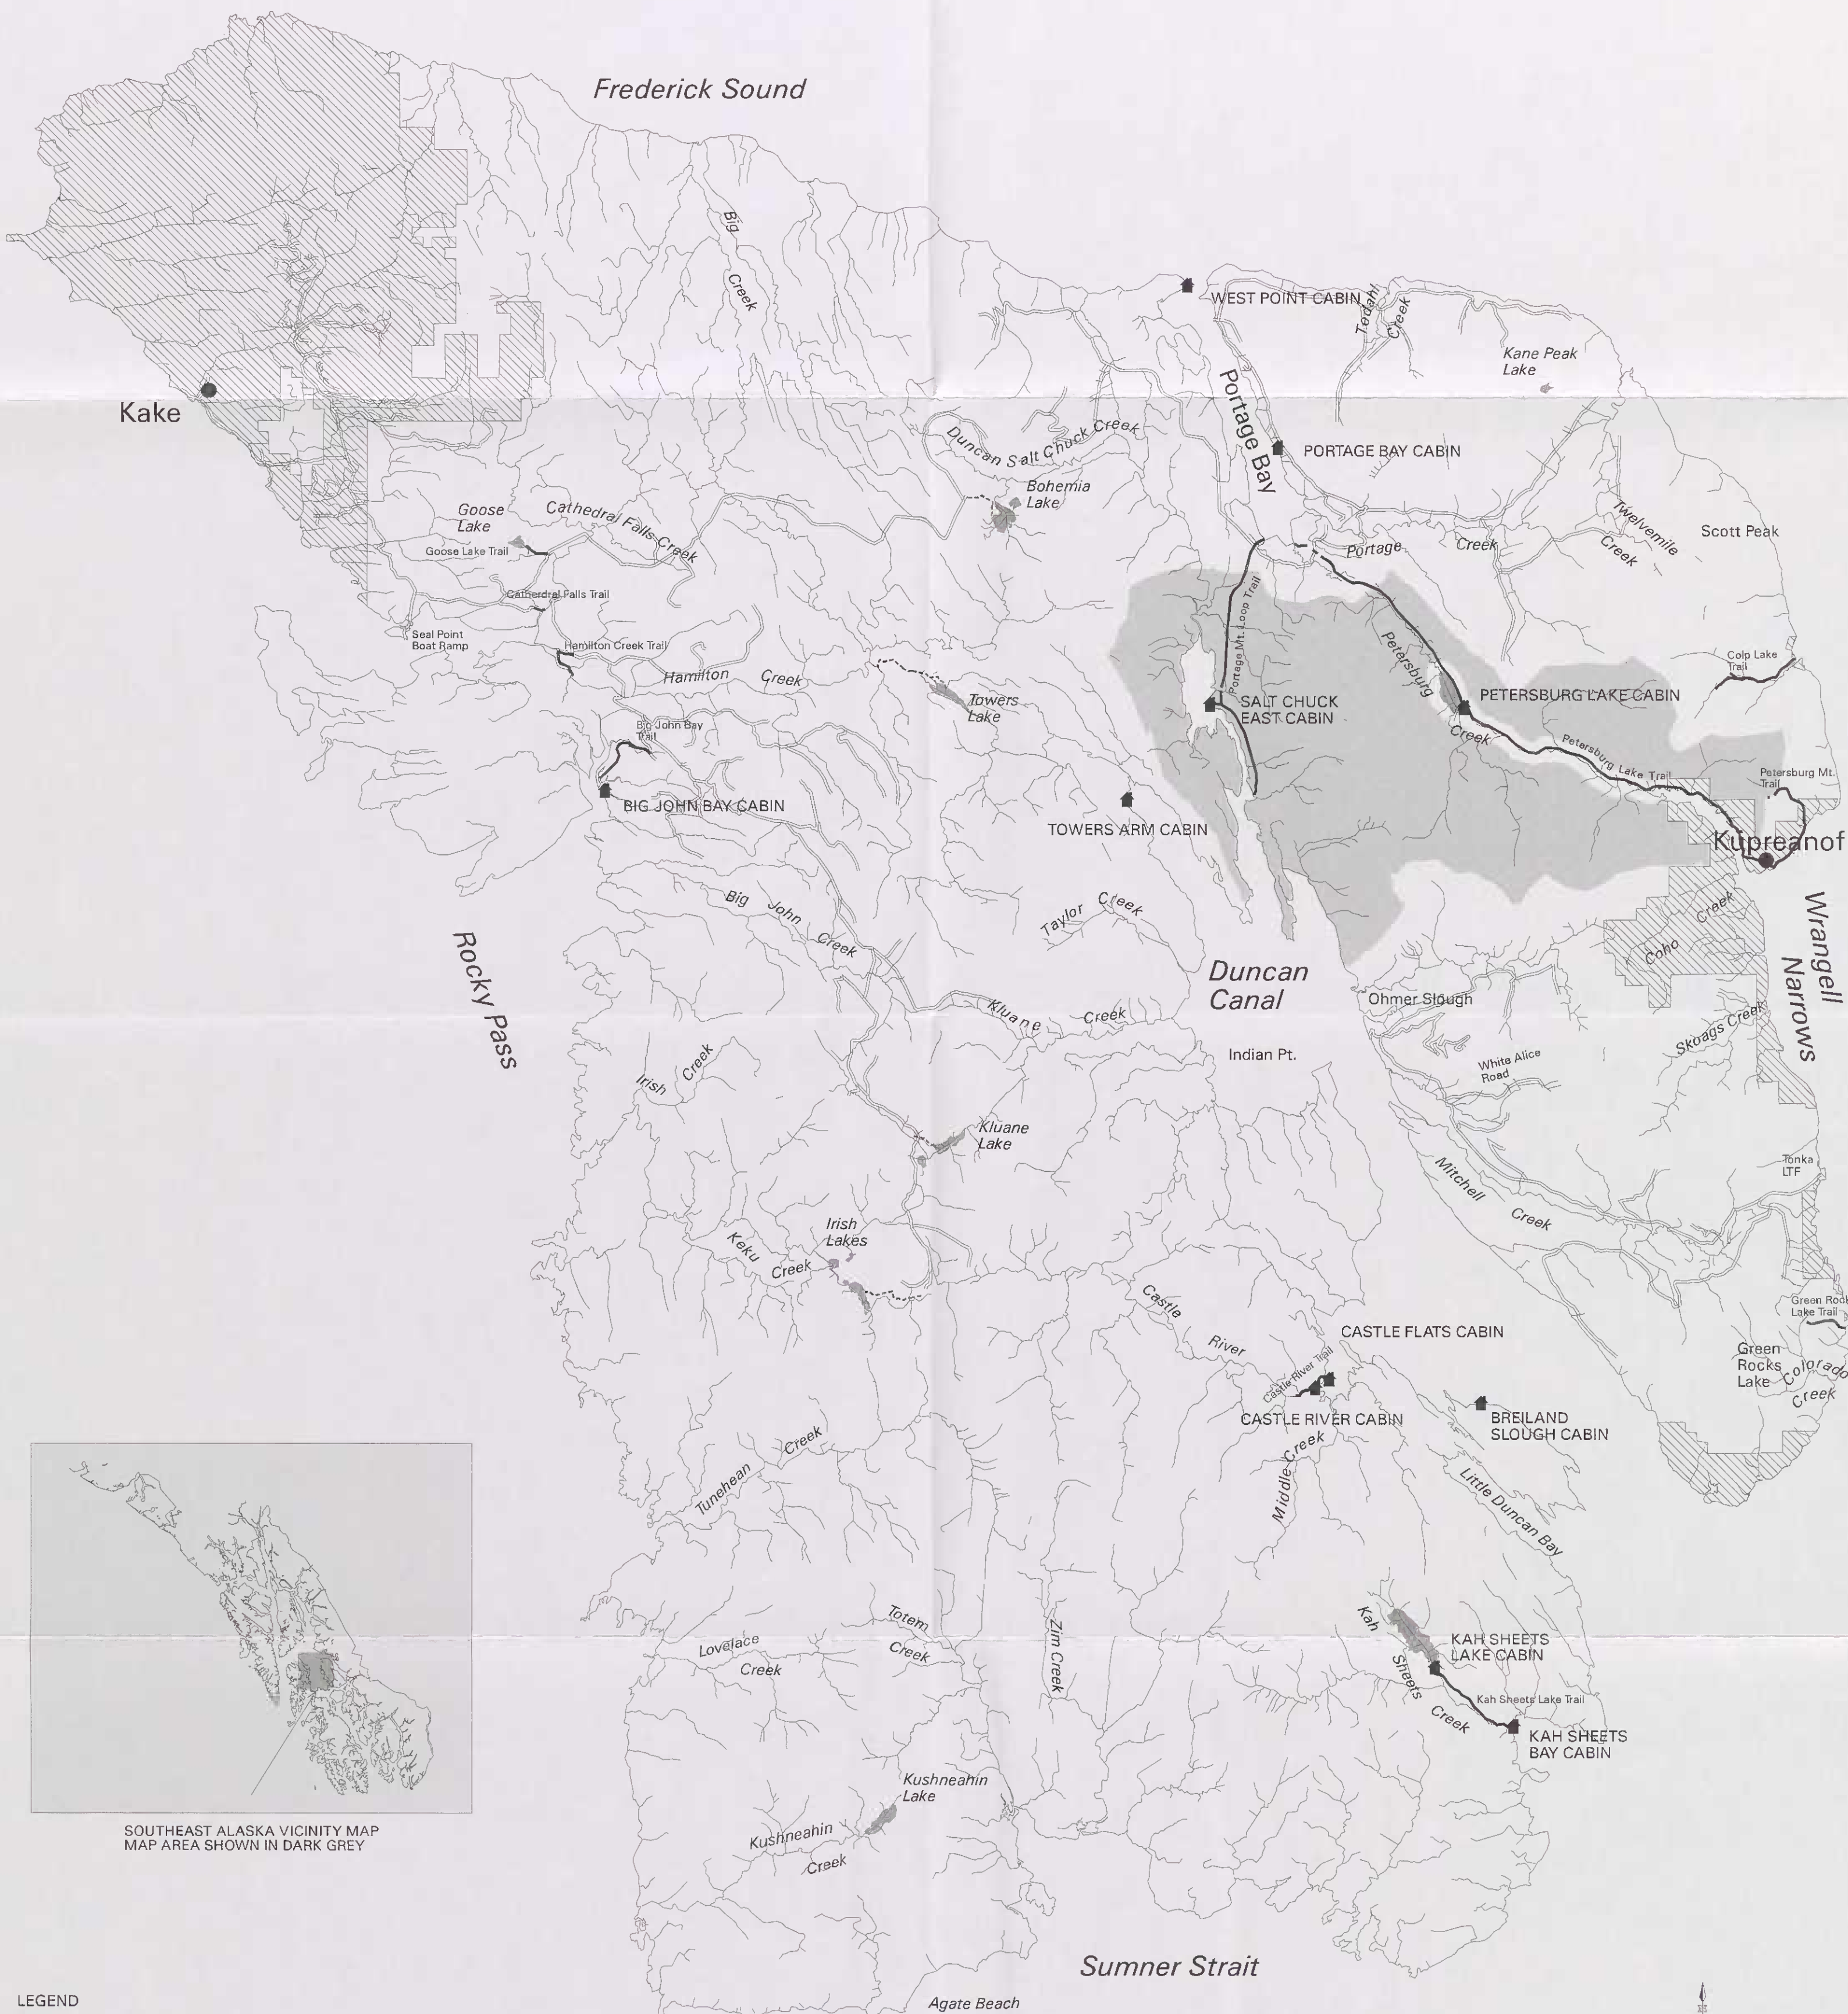 Frederick Sound
Big
Creek
WEST POINT CABIN
Todahl
Creek
Kane Peak
Lake
Kake
Portage Bay
PORTAGE BAY CABIN
Duncan Salt Chuck Creek
Bohemia
Lake
Goose
Lake
Cathedral Falls Creek
Goose Lake Trail
Twelvemile
Creek
Scott Peak
Portage
Creek
Catherdral Falls Trail
Seal Point
Boat Ramp
Hamilton Creek Trail
Hamilton
Creek
Portage Mt. Loop Trail
Petersburg
Creek
Colp Lake
Trail
Towers
Lake
SALT CHUCK
EAST CABIN
PETERSBURG LAKE CABIN
Big John Bay
Trail
Petersburg Lake Trail
Petersburg Mt.
Trail
BIG JOHN BAY CABIN
TOWERS ARM CABIN
Kupreanof
Big John
Creek
Taylor Creek
Coho
Creek
Wrangell
Narrows
Rocky Pass
Duncan
Canal
Ohmer Slough
Kluane
Creek
Skoags Creek
Indian Pt.
White Alice
Road
Irish
Creek
Kluane
Lake
Mitchell
Creek
Tonka
LTF
Irish
Lakes
Keku
Creek
Castle
River
Green Roc
Lake Trail
CASTLE FLATS CABIN
Castle River Trail
Green
Rocks
Lake
Colorado
Creek
CASTLE RIVER CABIN
BREILAND
SLOUGH CABIN
Middle Creek
Tunehean
Creek
Little Duncan Bay
Totem
Creek
Lovelace
Creek
Zim Creek
Kah
Sheets
Creek
KAH SHEETS
LAKE CABIN
Kah Sheets Lake Trail
KAH SHEETS
BAY CABIN
Kushneahin
Lake
Kushneahin
Creek
SOUTHEAST ALASKA VICINITY MAP
MAP AREA SHOWN IN DARK GREY
Sumner Strait
LEGEND
Agate Beach